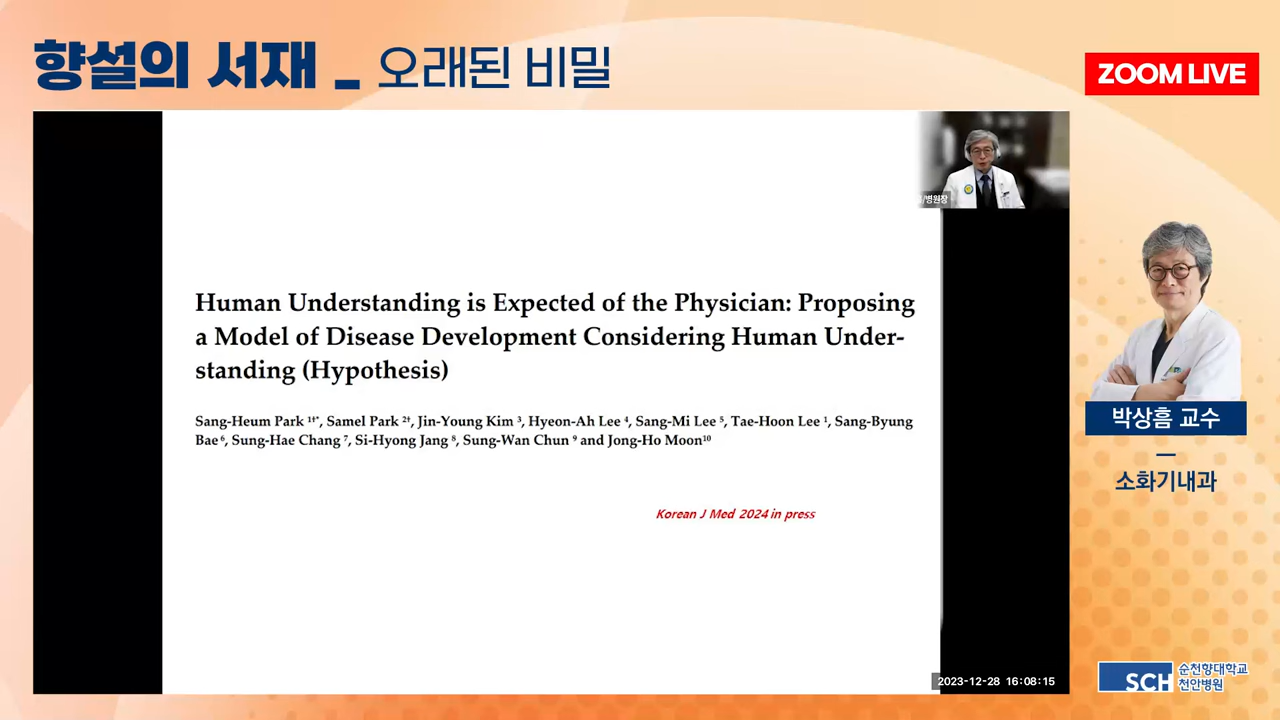 향설의 서재 _ 오래된 비밀
ZOOM LIVE
/병원장
Human Understanding is Expected of the Physician: Proposing
a Model of Disease Development Considering Human Under-
standing (Hypothesis)
Sang-Heum Park ¹†*, Samel Park ²†, Jin-Young Kim ³, Hyeon-Ah Lee ⁴, Sang-Mi Lee ⁵, Tae-Hoon Lee ¹, Sang-Byung
Bae ⁶, Sung-Hae Chang ⁷, Si-Hyong Jang ⁸, Sung-Wan Chun ⁹ and Jong-Ho Moon¹⁰
Korean J Med 2024 in press
박상흠 교수
소화기내과
2023-12-28 16:08:15
SCH
순천향대학교
천안병원